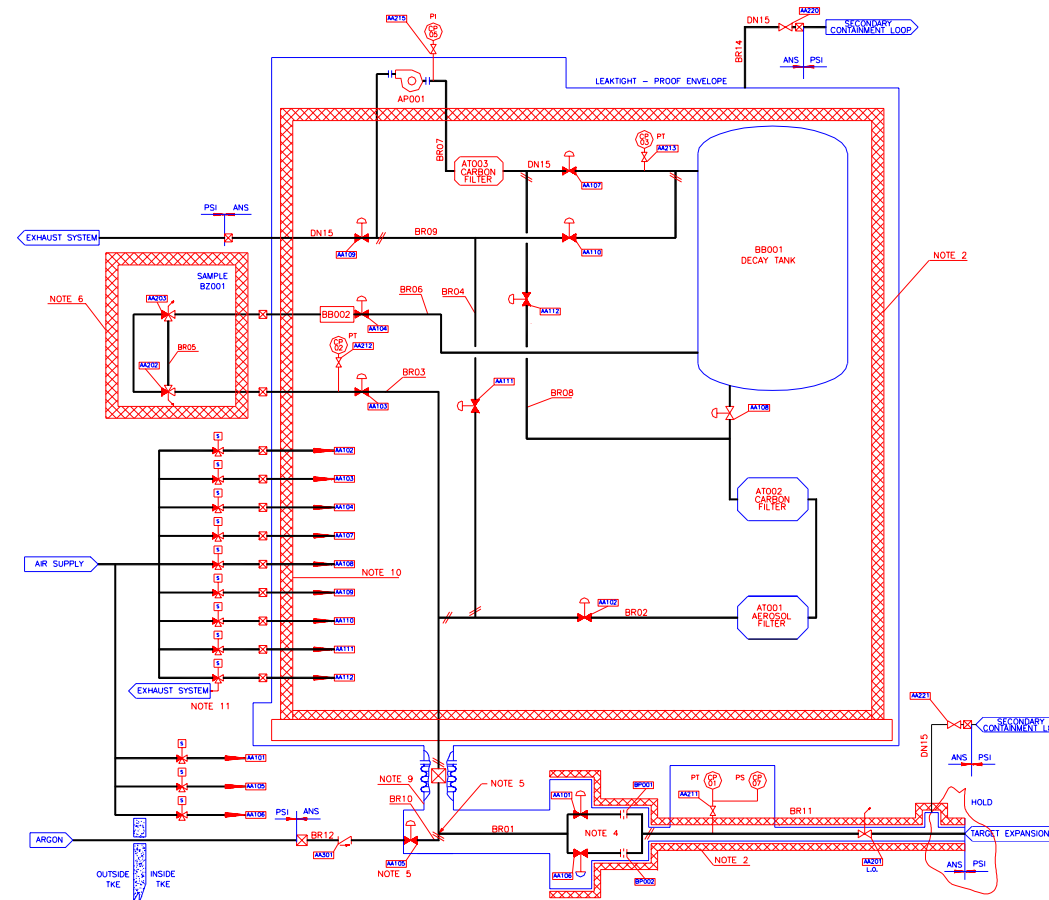 AA215
PI
CP
05
AP001
BR07
LEAKTIGHT - PROOF ENVELOPE
DN15
AA220
SECONDARY
CONTAINMENT LOOP
BR14
ANS
PSI
AT003
CARBON
FILTER
DN15
AA107
CP
03
PT
AA213
BB001
DECAY TANK
PSI
ANS
EXHAUST SYSTEM
DN15
AA109
BR09
AA110
NOTE 2
SAMPLE
BZ001
NOTE 6
AA203
BR05
AA202
BR06
BR04
BB002
AA104
AA112
CP
02
PT
AA212
BR03
AA103
AA111
BR08
AA108
S
AA102
S
AA103
S
AA104
S
AA107
S
AA108
S
AA109
S
AA110
S
AA111
S
AA112
AIR SUPPLY
NOTE 10
EXHAUST SYSTEM
NOTE 11
AT002
CARBON
FILTER
AA102
BR02
AT001
AEROSOL
FILTER
S
AA101
S
AA105
S
AA106
AA221
SECONDARY
CONTAINMENT L
DN15
ANS
PSI
NOTE 9
NOTE 5
BR10
AA101
BP001
PT
CP
01
PS
CP
07
AA211
BR11
HOLD
ARGON
PSI
ANS
BR12
AA301
AA105
NOTE 5
BR01
NOTE 4
AA106
BP002
NOTE 2
AA201
L.O.
TARGET EXPANSION
ANS
PSI
OUTSIDE
TKE
INSIDE
TKE